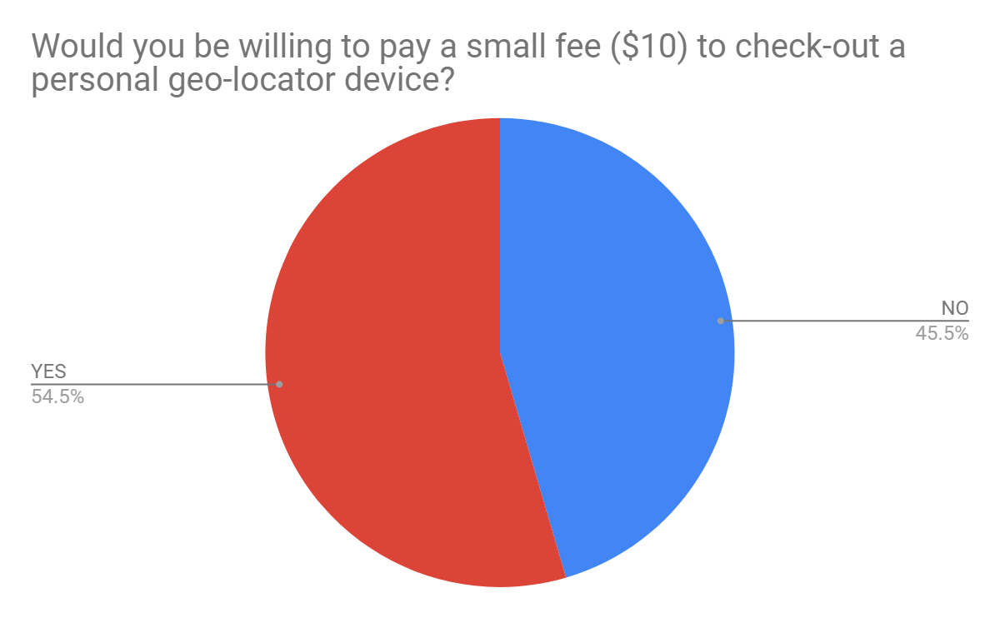 Would you be willing to pay a small fee ($10) to check-out a
personal geo-locator device?
NO
45.5%
YES
54.5%